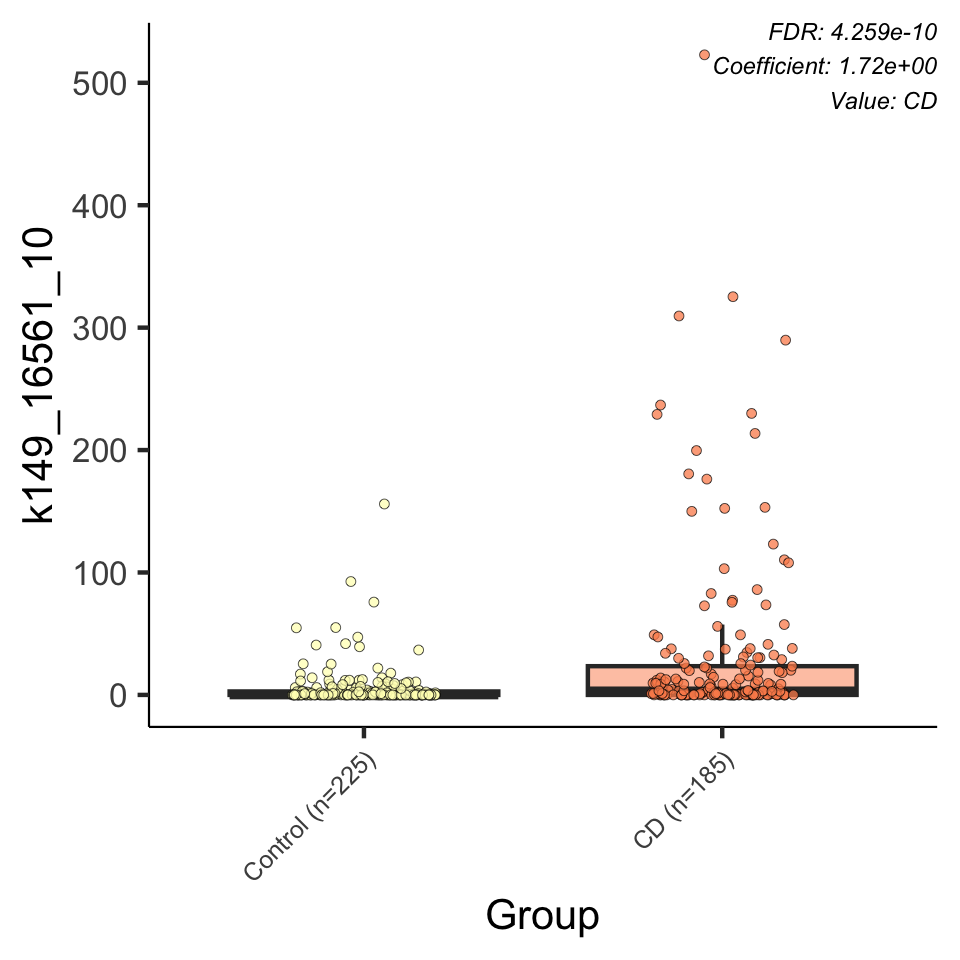 FDR: 4.259e-10
Coefficient: 1.72e+00
Value: CD
k149_16561_10
500
400
300
200
100
0
Control (n=225)
CD (n=185)
Group